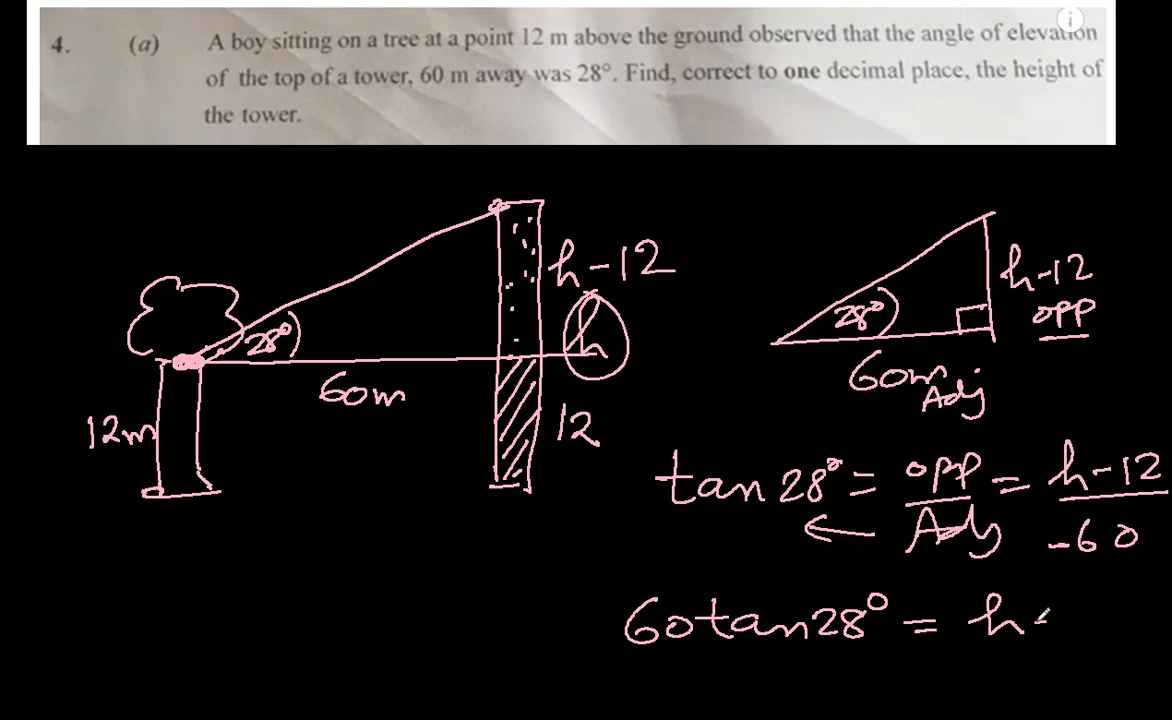 4. (a) A boy sitting on a tree at a point 12 m above the ground observed that the angle of elevation
of the top of a tower, 60 m away was 28°. Find, correct to one decimal place, the height of
the tower.
h-12
28°
60m
h
12m
12
28°
h-12
opp
60m
Adj
tan 28° = opp/Adj = h-12/-60
60tan28° = h-